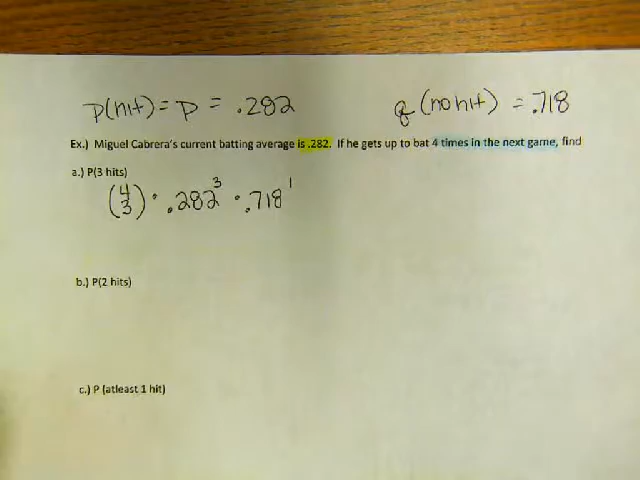 P(hit) = P = .282 q (no hit) = .718
Ex.) Miguel Cabrera's current batting average is .282. If he gets up to bat 4 times in the next game, find
a.) P(3 hits)
(4 3) · .282³ · .718¹
b.) P(2 hits)
c.) P (atleast 1 hit)